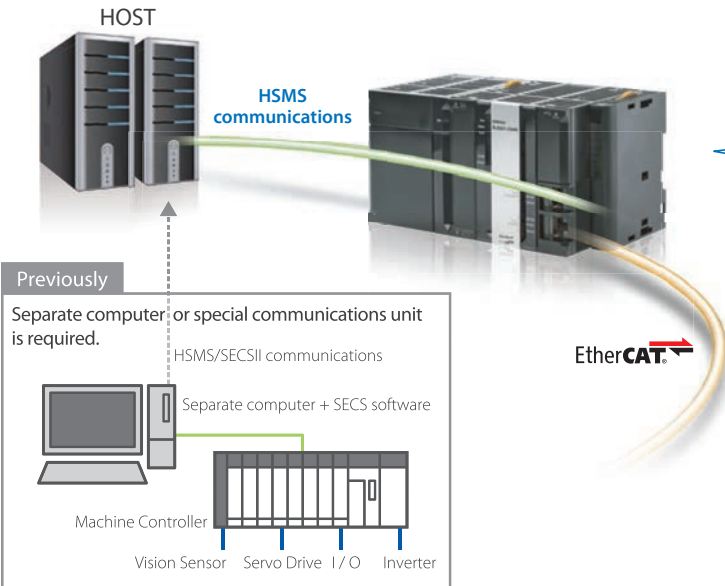 HOST
HSMS
communications
Previously
Separate computer or special communications unit
is required.
HSMS/SECSII communications
EtherCAT®
Separate computer + SECS software
Machine Controller
Vision Sensor Servo Drive I / O Inverter